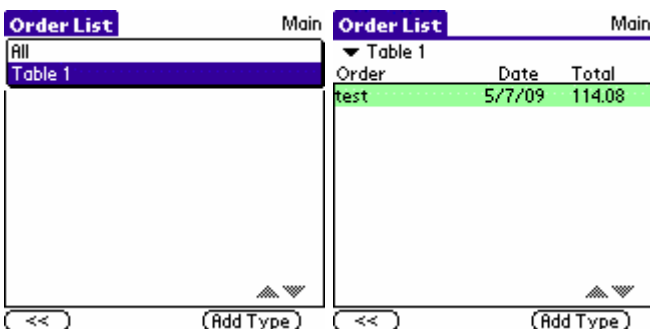 Order List Main
All
Table 1
<< Add Type
Order List Main
Table 1
Order Date Total
test 5/7/09 114.08
<< Add Type